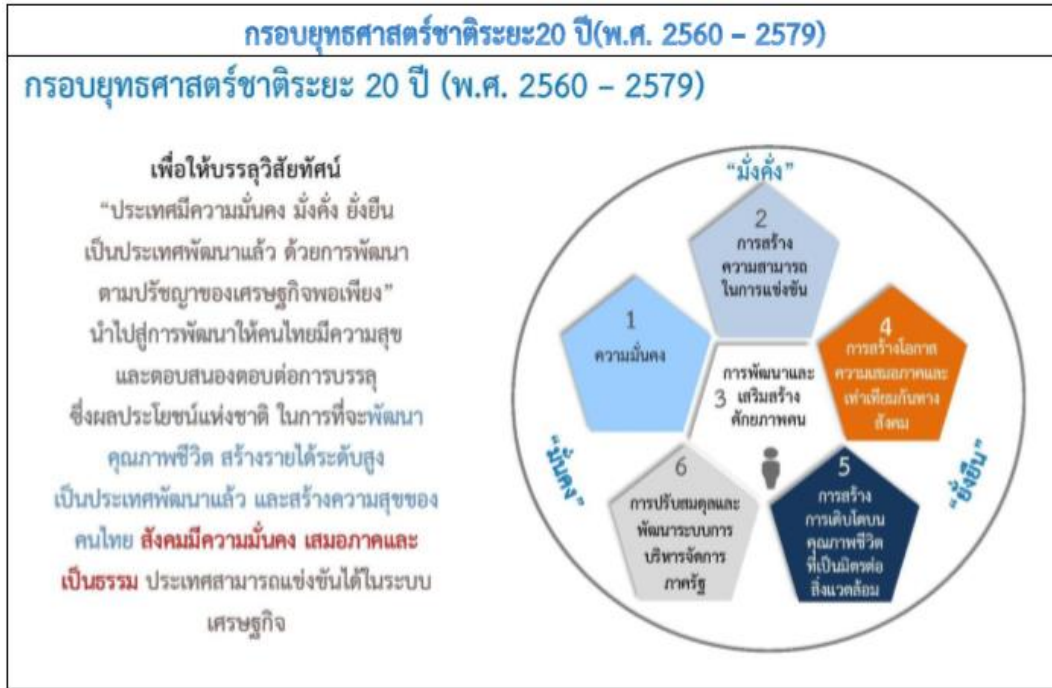 กรอบยุทธศาสตร์ชาติระยะ20 ปี(พ.ศ. 2560 – 2579)
กรอบยุทธศาสตร์ชาติระยะ 20 ปี (พ.ศ. 2560 – 2579)
เพื่อให้บรรลุวิสัยทัศน์
“ประเทศมีความมั่นคง มั่งคั่ง ยั่งยืน
เป็นประเทศพัฒนาแล้ว ด้วยการพัฒนา
ตามปรัชญาของเศรษฐกิจพอเพียง”
นำไปสู่การพัฒนาให้คนไทยมีความสุข
และตอบสนองตอบต่อการบรรลุ
ซึ่งผลประโยชน์แห่งชาติ ในการที่จะพัฒนา
คุณภาพชีวิต สร้างรายได้ระดับสูง
เป็นประเทศพัฒนาแล้ว และสร้างความสุขของ
คนไทย สังคมมีความมั่นคง เสมอภาคและ
เป็นธรรม ประเทศสามารถแข่งขันได้ในระบบ
เศรษฐกิจ
“มั่งคั่ง”
2
การสร้าง
ความสามารถ
ในการแข่งขัน
1
ความมั่นคง
การพัฒนาและ
3 เสริมสร้าง
ศักยภาพคน
4
การสร้างโอกาส
ความเสมอภาคและ
เท่าเทียมกันทาง
สังคม
“มั่นคง”
6
การปรับสมดุลและ
พัฒนาระบบการ
บริหารจัดการ
ภาครัฐ
5
การสร้าง
การเติบโตบน
คุณภาพชีวิต
ที่เป็นมิตรต่อ
สิ่งแวดล้อม
“ยั่งยืน”